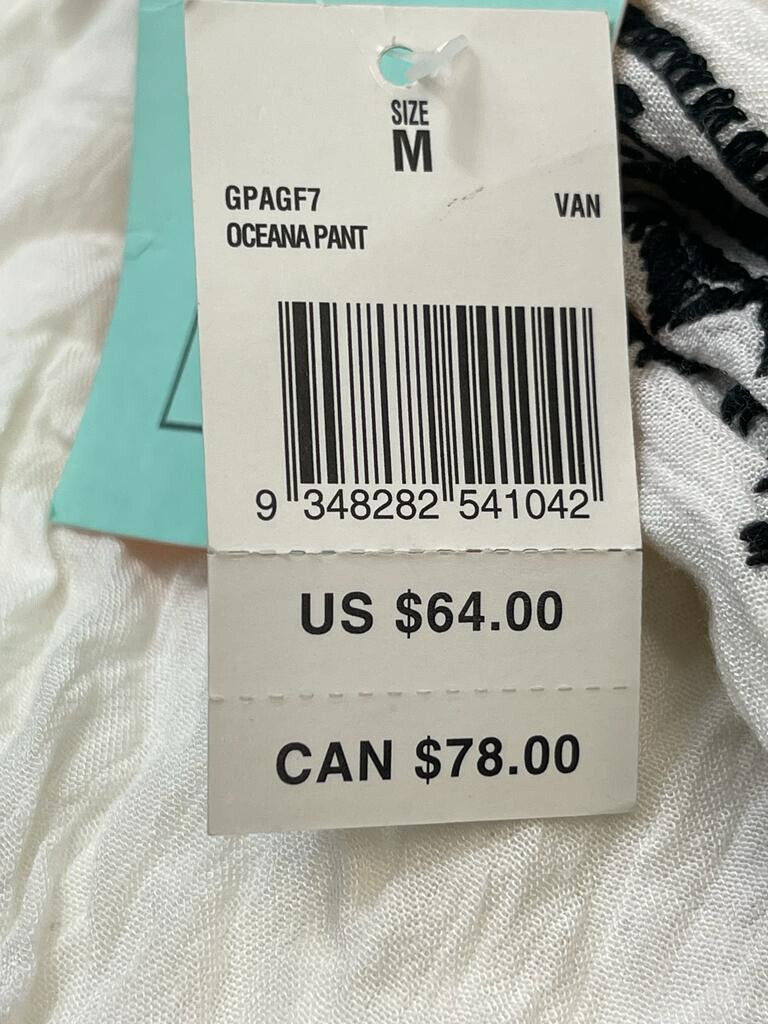 SIZE
M
GPAGF7 VAN
OCEANA PANT
9 348282 541042
US $64.00
CAN $78.00